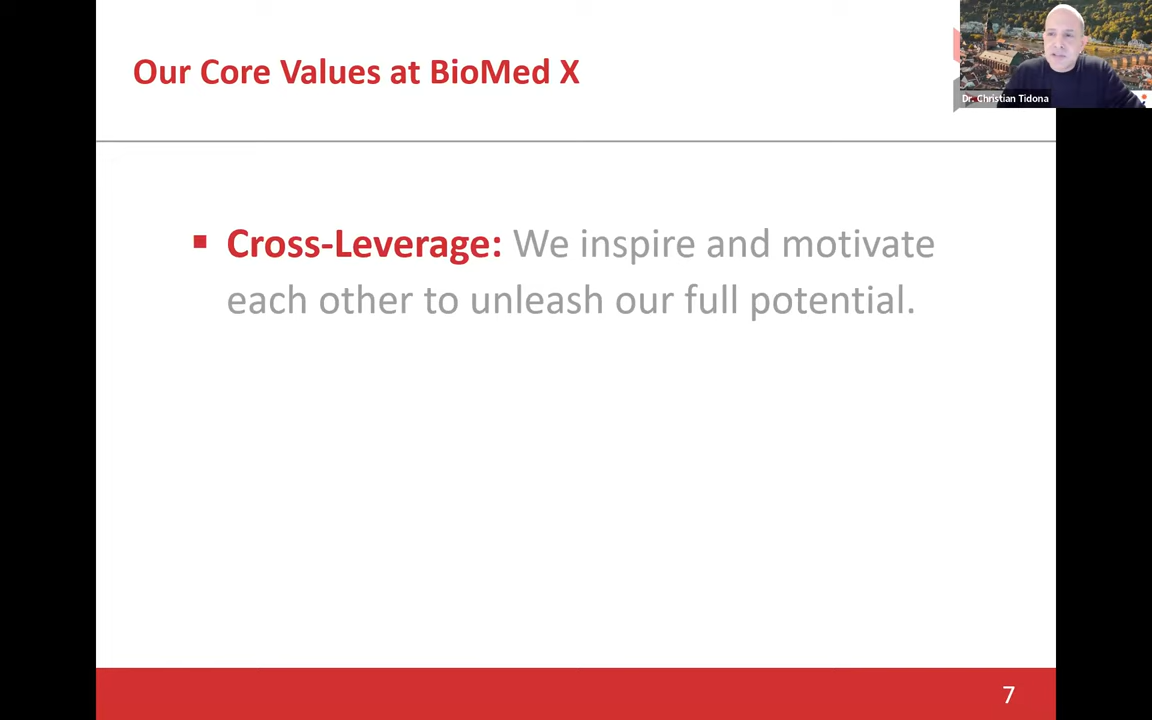 Our Core Values at BioMed X
Dr. Christian Tidona
▪ Cross-Leverage: We inspire and motivate
each other to unleash our full potential.
7